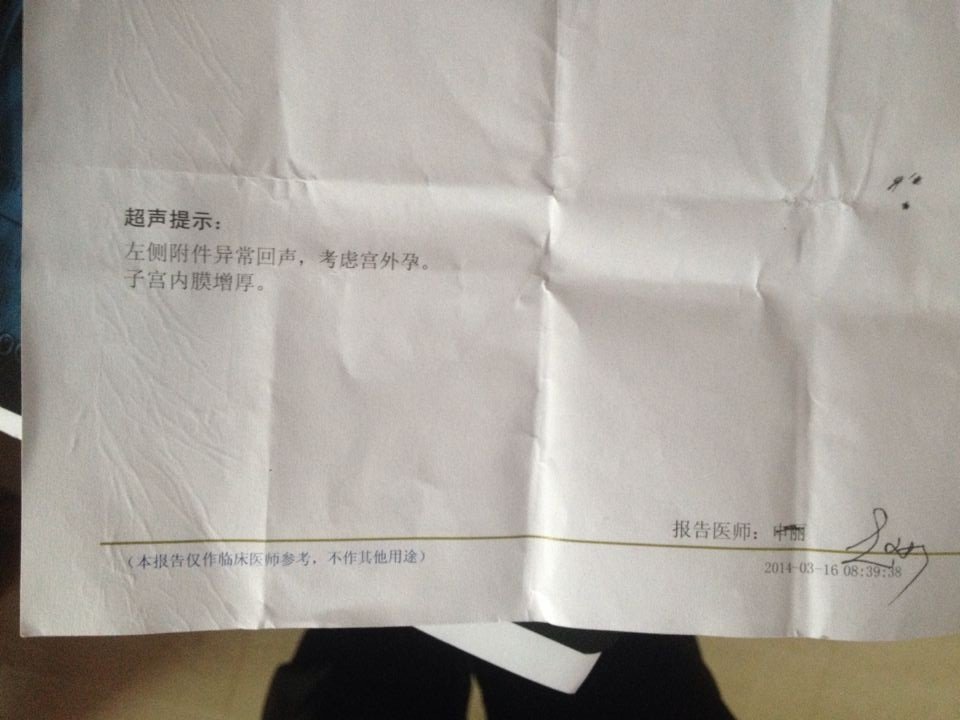 超声提示：
左侧附件异常回声，考虑宫外孕。
子宫内膜增厚。
报告医师：申丽
（本报告仅作临床医师参考，不作其他用途）
2014-03-16 08:39:38